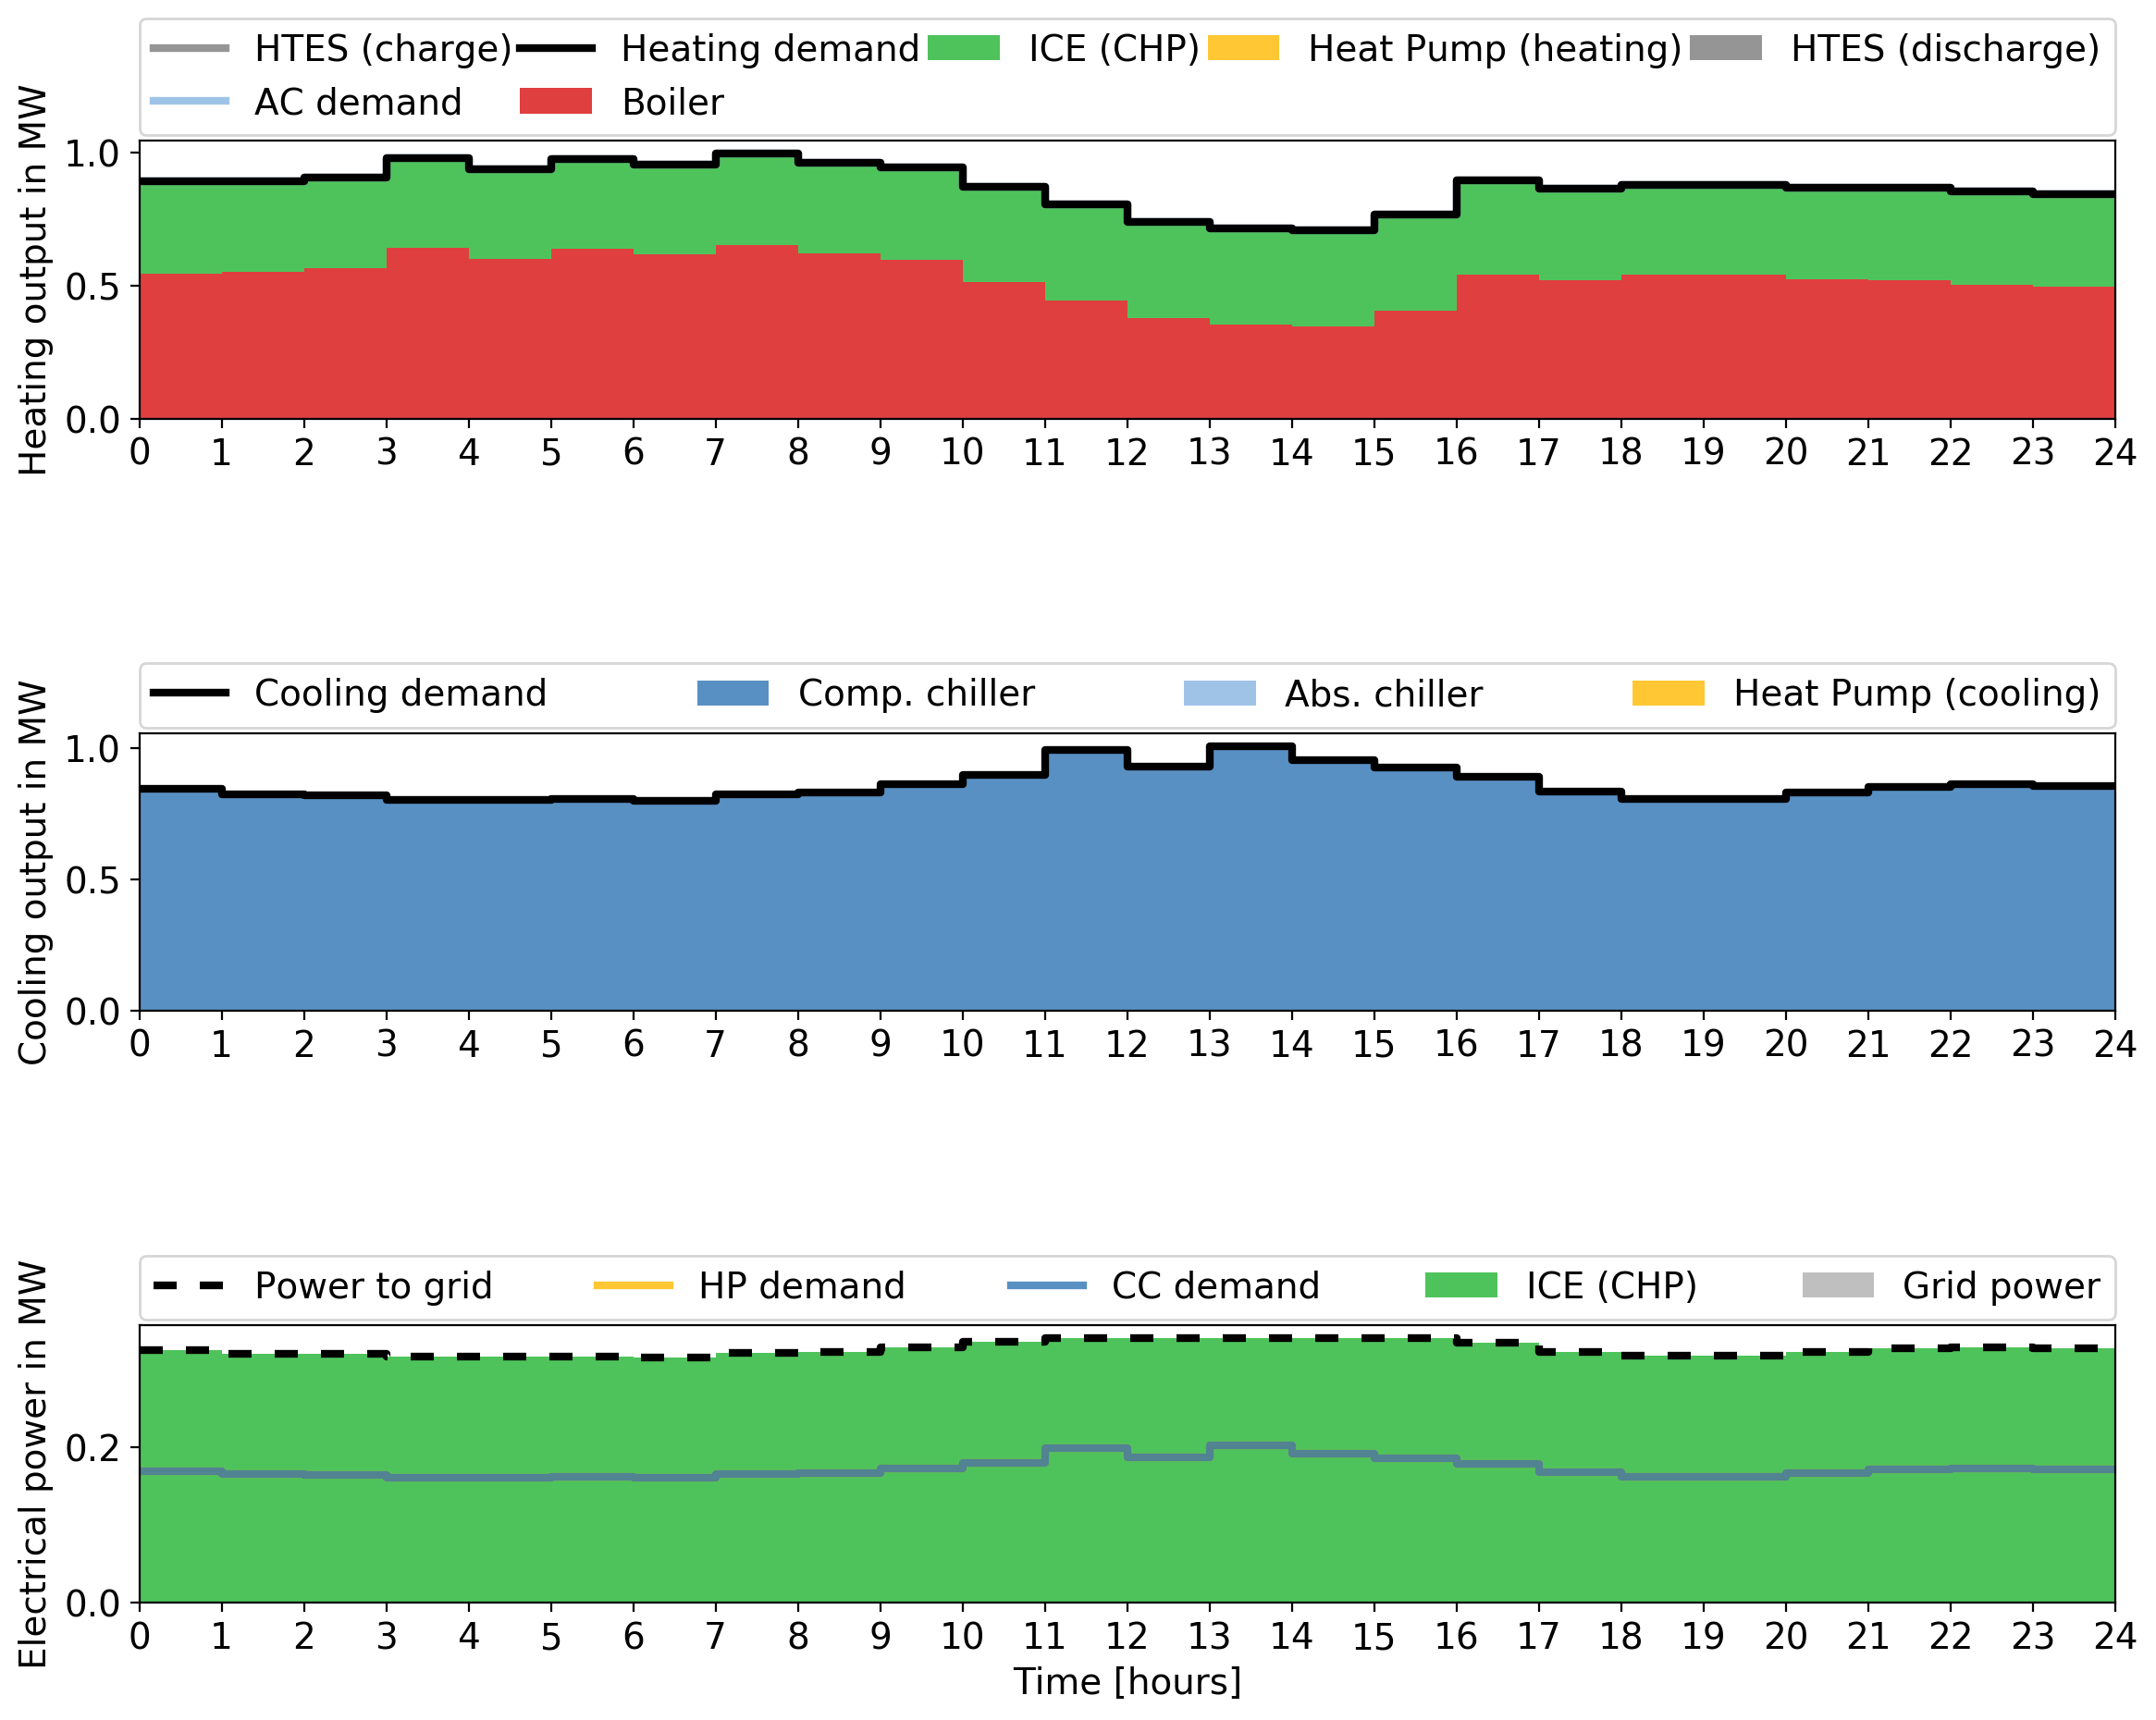 HTES (charge) Heating demand ICE (CHP) Heat Pump (heating) HTES (discharge)
AC demand Boiler
Heating output in MW
1.0
0.5
0.0
0 1 2 3 4 5 6 7 8 9 10 11 12 13 14 15 16 17 18 19 20 21 22 23 24
Cooling demand Comp. chiller Abs. chiller Heat Pump (cooling)
Cooling output in MW
1.0
0.5
0.0
0 1 2 3 4 5 6 7 8 9 10 11 12 13 14 15 16 17 18 19 20 21 22 23 24
Power to grid HP demand CC demand ICE (CHP) Grid power
Electrical power in MW
0.2
0.0
0 1 2 3 4 5 6 7 8 9 10 11 12 13 14 15 16 17 18 19 20 21 22 23 24
Time [hours]